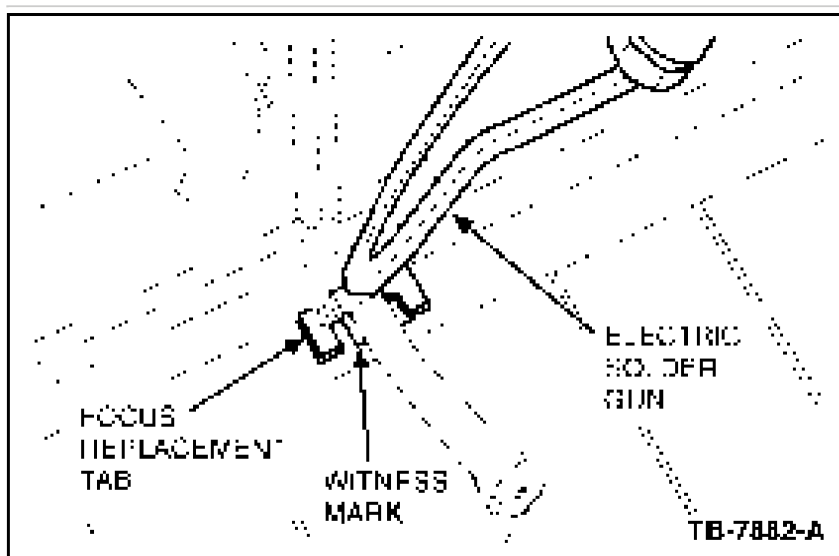 FOCUS
REPLACEMENT
TAB
WITNESS
MARK
ELECTRIC
SOLDER
GUN
TB-7882-A